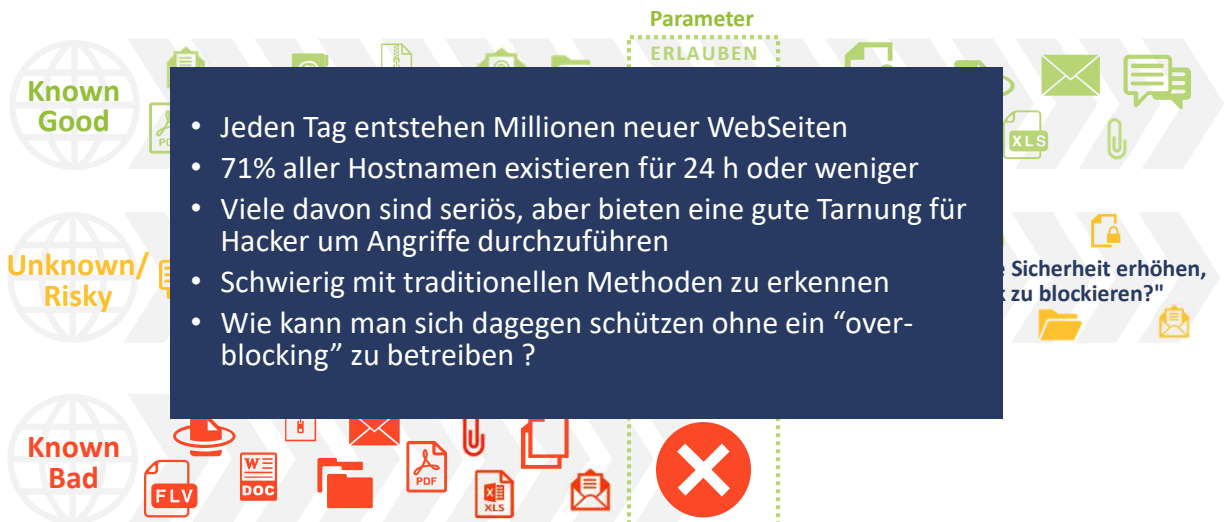 Parameter
ERLAUBEN
Known
Good
• Jeden Tag entstehen Millionen neuer WebSeiten
• 71% aller Hostnamen existieren für 24 h oder weniger
• Viele davon sind seriös, aber bieten eine gute Tarnung für
Hacker um Angriffe durchzuführen
• Schwierig mit traditionellen Methoden zu erkennen
• Wie kann man sich dagegen schützen ohne ein “over-
blocking” zu betreiben ?
XLS
Unknown/
Risky
Sicherheit erhöhen,
zu blockieren?"
Known
Bad
FLV
DOC
PDF
XLS